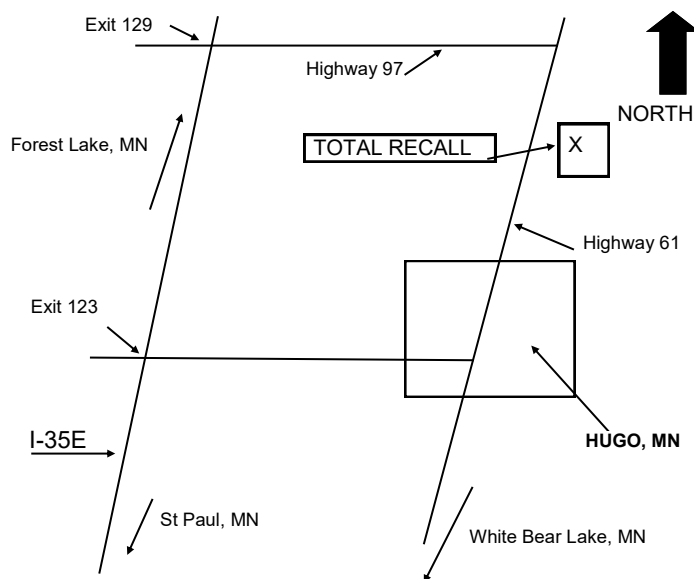 Exit 129
Highway 97
NORTH
Forest Lake, MN
TOTAL RECALL
X
Highway 61
Exit 123
I-35E
HUGO, MN
St Paul, MN
White Bear Lake, MN